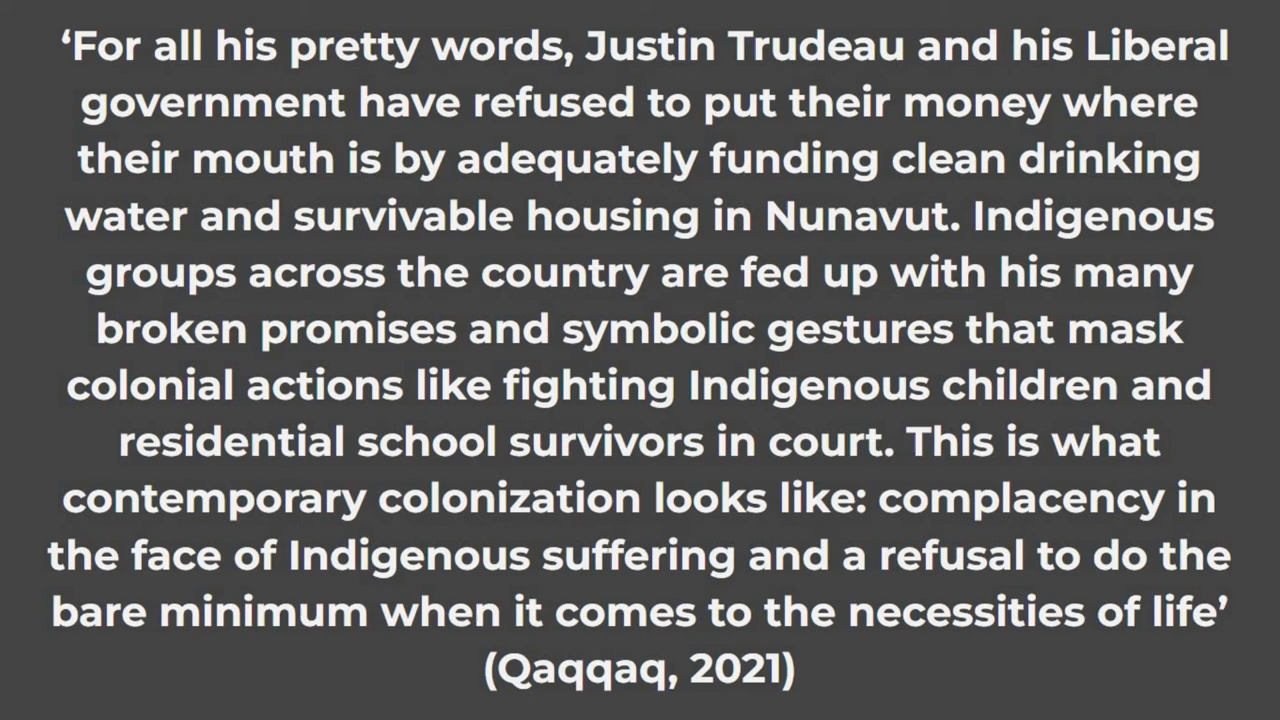 ‘For all his pretty words, Justin Trudeau and his Liberal
government have refused to put their money where
their mouth is by adequately funding clean drinking
water and survivable housing in Nunavut. Indigenous
groups across the country are fed up with his many
broken promises and symbolic gestures that mask
colonial actions like fighting Indigenous children and
residential school survivors in court. This is what
contemporary colonization looks like: complacency in
the face of Indigenous suffering and a refusal to do the
bare minimum when it comes to the necessities of life’
(Qaqqaq, 2021)